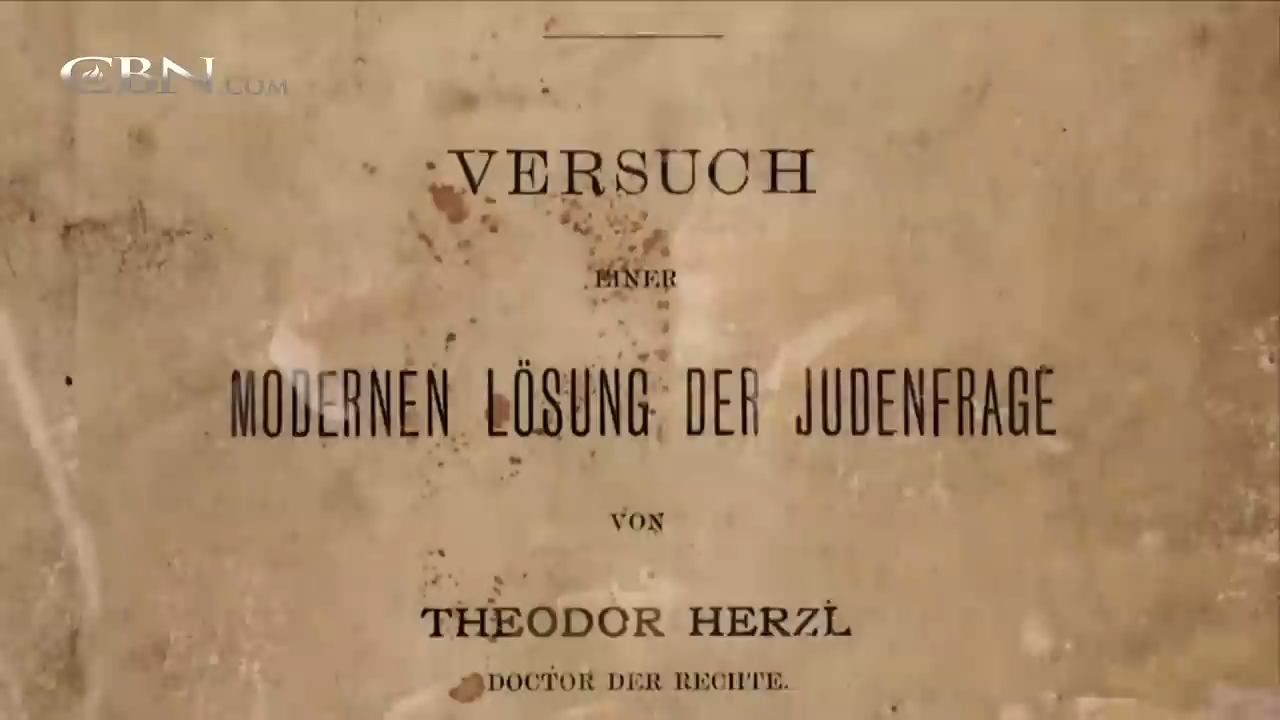 CBN.COM
VERSUCH
EINER
MODERNEN LÖSUNG DER JUDENFRAGE
VON
THEODOR HERZL
DOCTOR DER RECHTE.